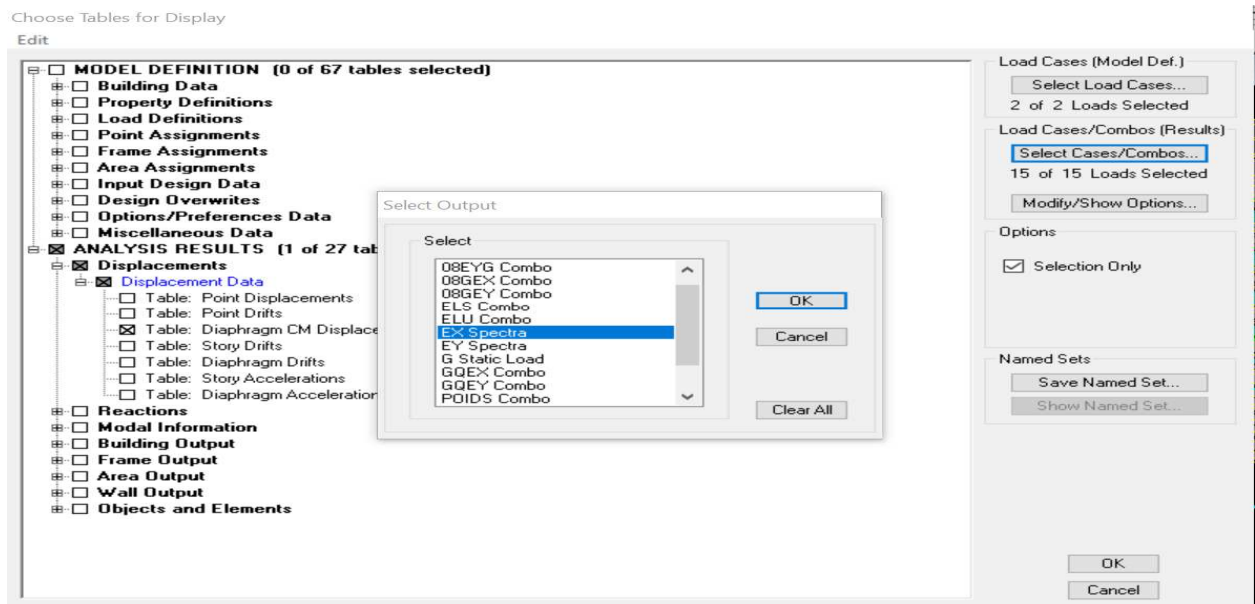 Choose Tables for Display
Edit
MODEL DEFINITION (0 of 67 tables selected)
Building Data
Property Definitions
Load Definitions
Point Assignments
Frame Assignments
Area Assignments
Input Design Data
Design Overwrites
Options/Preferences Data
Miscellaneous Data
ANALYSIS RESULTS (1 of 27 tab
Displacements
Displacement Data
Table: Point Displacements
Table: Point Drifts
Table: Diaphragm CM Displace
Table: Story Drifts
Table: Diaphragm Drifts
Table: Story Accelerations
Table: Diaphragm Acceleration
Reactions
Modal Information
Building Output
Frame Output
Area Output
Wall Output
Objects and Elements
Select Output
Select
08EYG Combo
08GEX Combo
08GEY Combo
ELS Combo
ELU Combo
EX Spectra
EY Spectra
G Static Load
GQEX Combo
GQEY Combo
POIDS Combo
OK
Cancel
Clear All
Load Cases (Model Def.)
Select Load Cases...
2 of 2 Loads Selected
Load Cases/Combos (Results)
Select Cases/Combos...
15 of 15 Loads Selected
Modify/Show Options...
Options
Selection Only
Named Sets
Save Named Set...
Show Named Set...
OK
Cancel